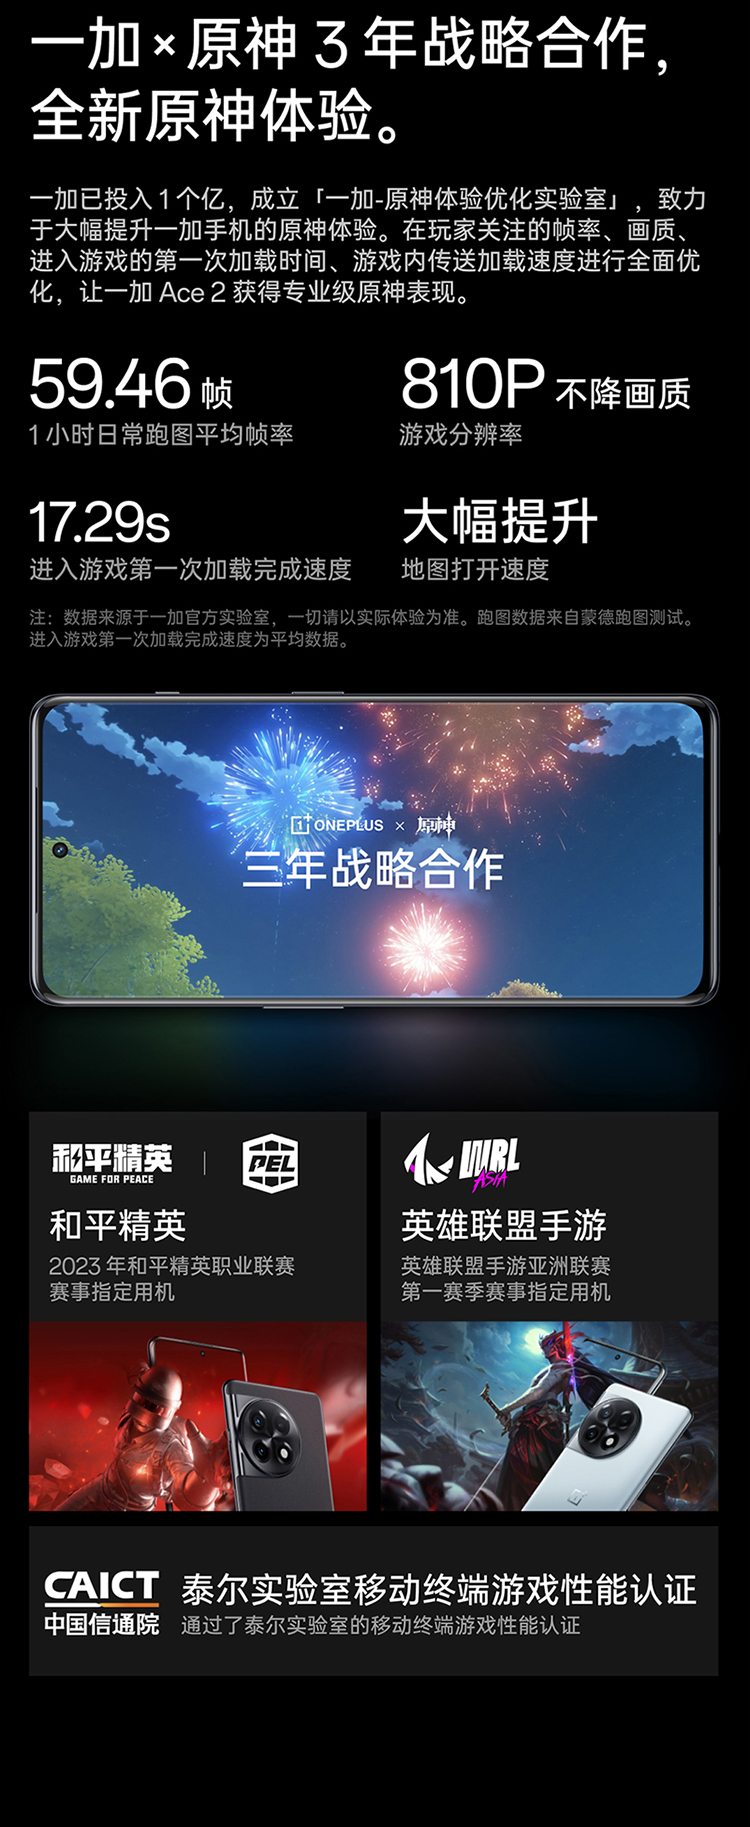 一加×原神 3 年战略合作，
全新原神体验。
一加已投入 1 个亿，成立「一加-原神体验优化实验室」，致力
于大幅提升一加手机的原神体验。在玩家关注的帧率、画质、
进入游戏的第一次加载时间、游戏内传送加载速度进行全面优
化，让一加 Ace 2 获得专业级原神表现。
59.46 帧
1 小时日常跑图平均帧率
810P 不降画质
游戏分辨率
17.29s
进入游戏第一次加载完成速度
大幅提升
地图打开速度
注：数据来源于一加官方实验室，一切请以实际体验为准。跑图数据来自蒙德跑图测试。
进入游戏第一次加载完成速度为平均数据。
1+ ONEPLUS × 原神
三年战略合作
和平精英
GAME FOR PEACE
PEL
和平精英
2023 年和平精英职业联赛
赛事指定用机
WRL
ASIA
英雄联盟手游
英雄联盟手游亚洲联赛
第一赛季赛事指定用机
CAICT
中国信通院
泰尔实验室移动终端游戏性能认证
通过了泰尔实验室的移动终端游戏性能认证